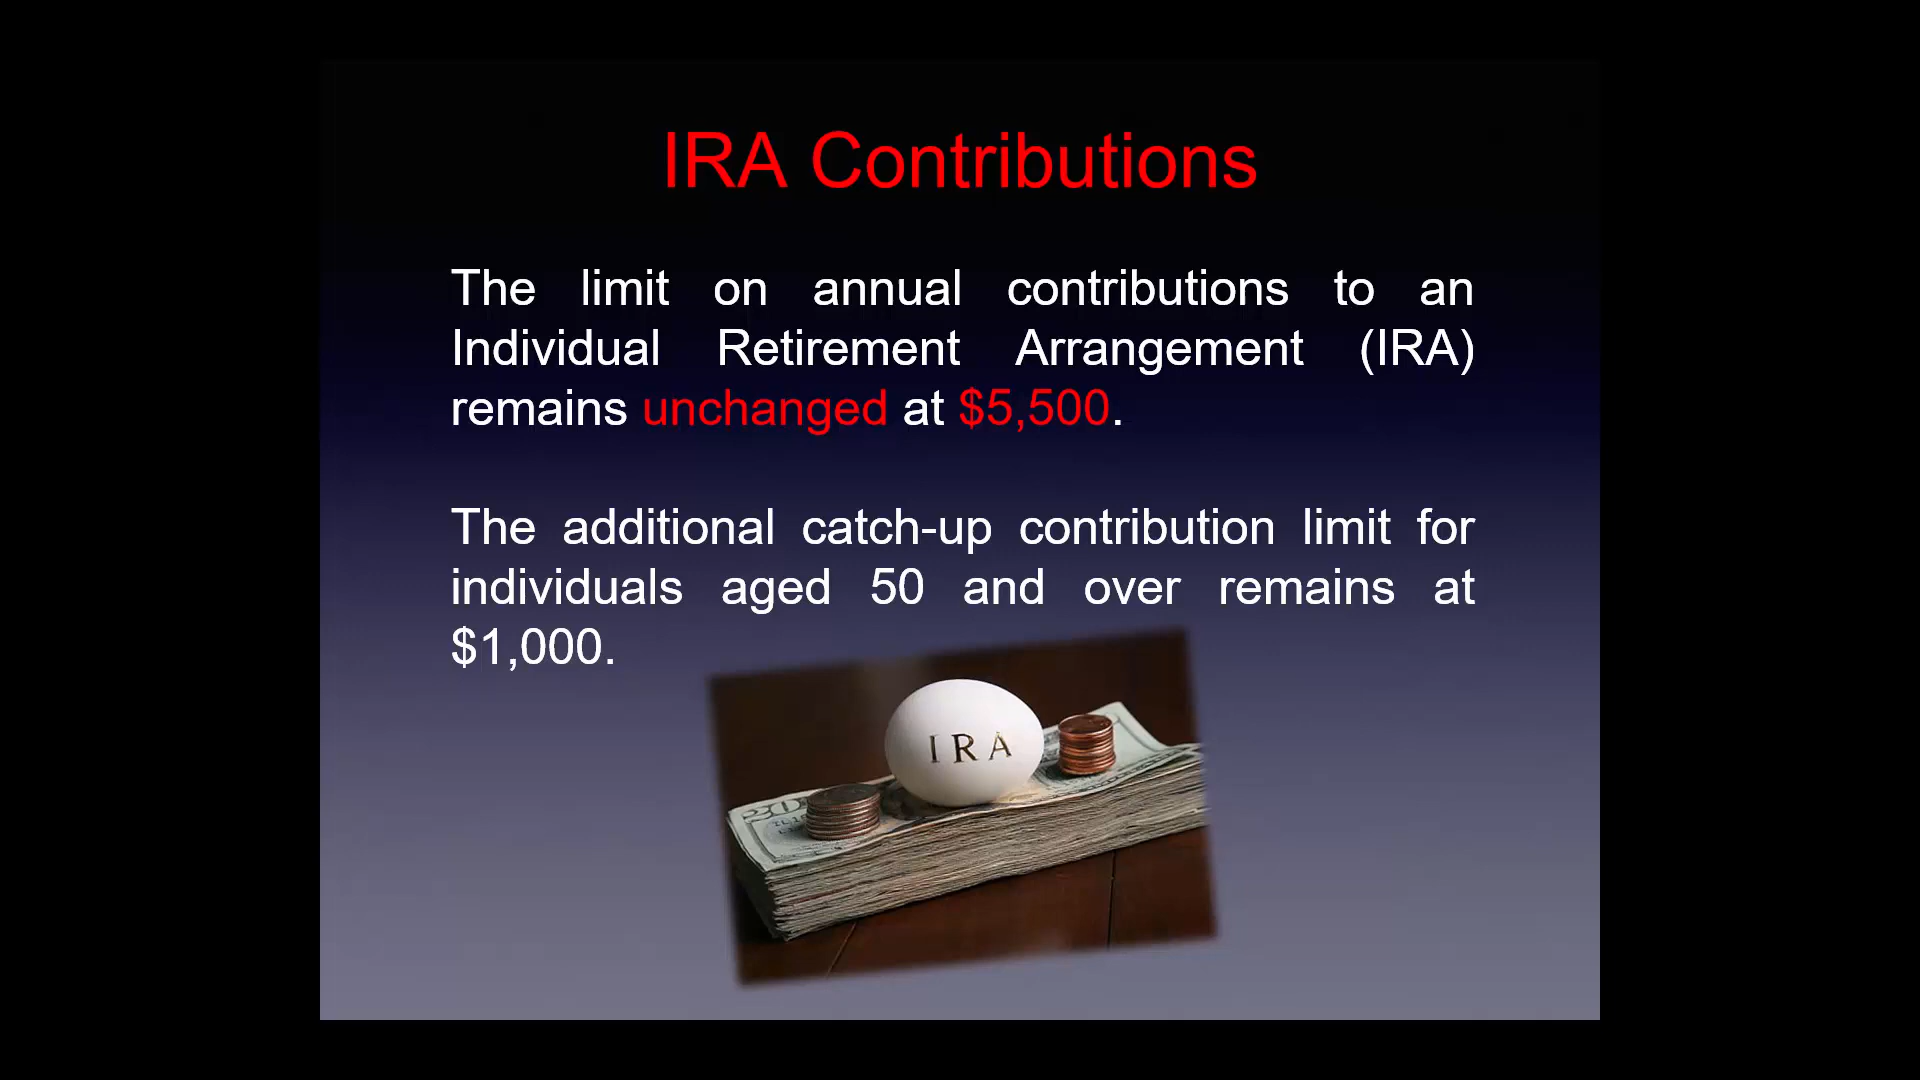 IRA Contributions
The limit on annual contributions to an
Individual Retirement Arrangement (IRA)
remains unchanged at $5,500.
The additional catch-up contribution limit for
individuals aged 50 and over remains at
$1,000.
IRA